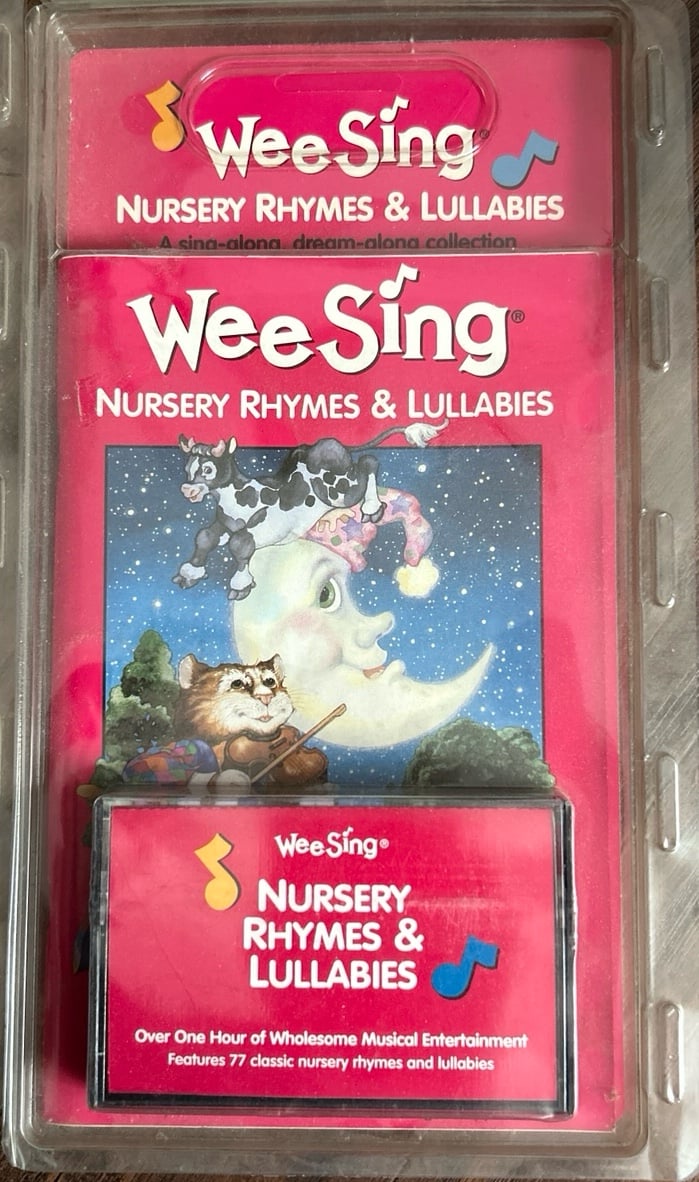 Wee Sing®
NURSERY RHYMES & LULLABIES
A sing-along, dream-along collection
Wee Sing®
NURSERY RHYMES & LULLABIES
Wee Sing®
NURSERY
RHYMES &
LULLABIES
Over One Hour of Wholesome Musical Entertainment
Features 77 classic nursery rhymes and lullabies